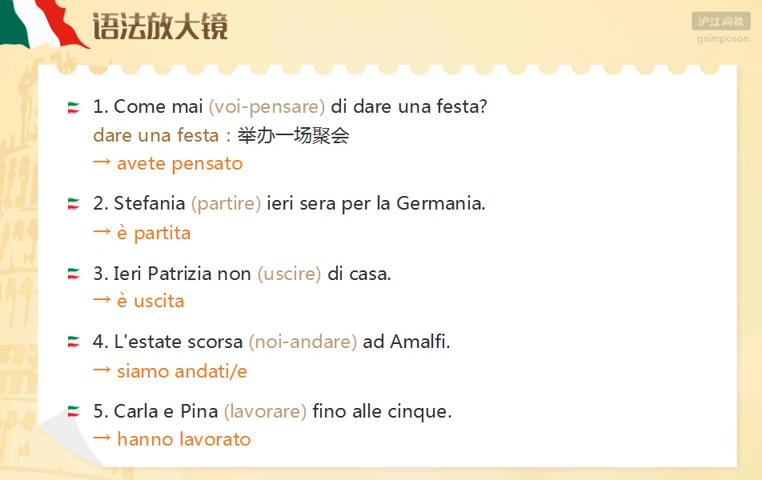 语法放大镜
沪江网校
gsimposon
1. Come mai (voi-pensare) di dare una festa?
dare una festa：举办一场聚会
→ avete pensato
2. Stefania (partire) ieri sera per la Germania.
→ è partita
3. Ieri Patrizia non (uscire) di casa.
→ è uscita
4. L'estate scorsa (noi-andare) ad Amalfi.
→ siamo andati/e
5. Carla e Pina (lavorare) fino alle cinque.
→ hanno lavorato